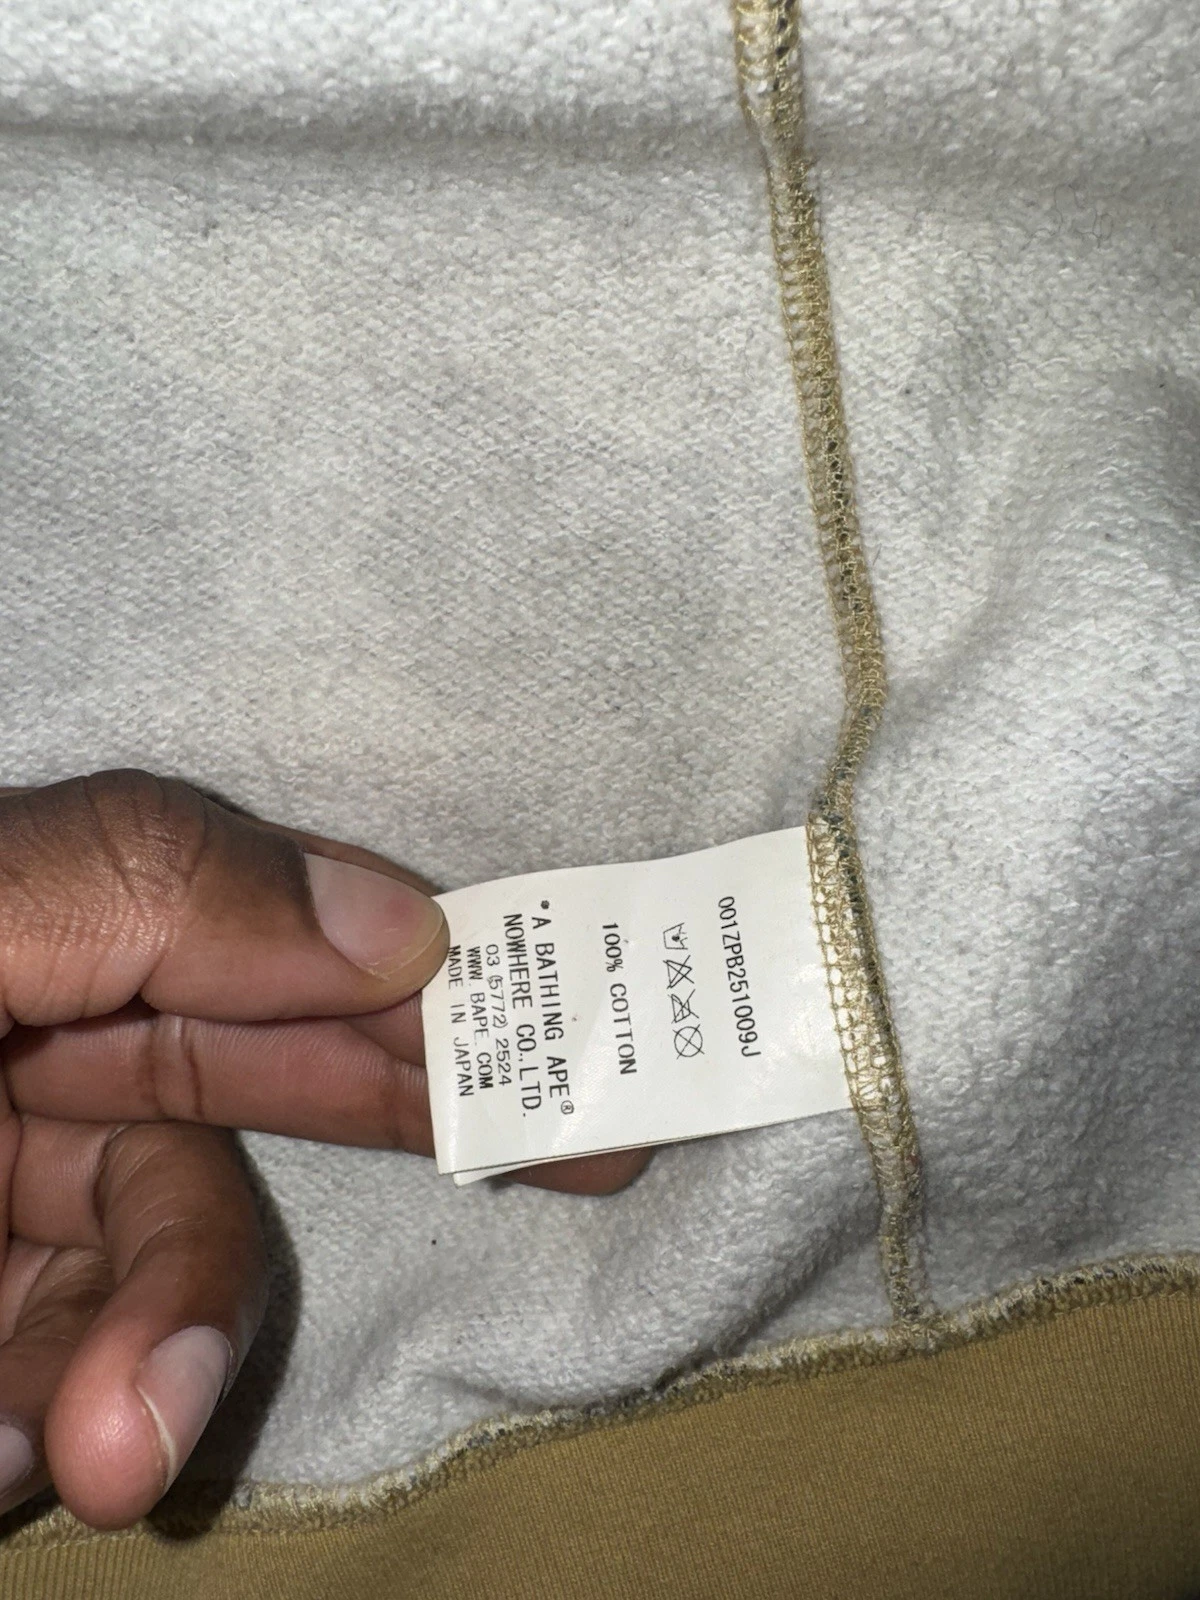 001ZPB251009J
100% COTTON
* A BATHING APE®
NOWHERE CO., LTD.
03 (5772) 2524
WWW. BAPE. COM
MADE IN JAPAN